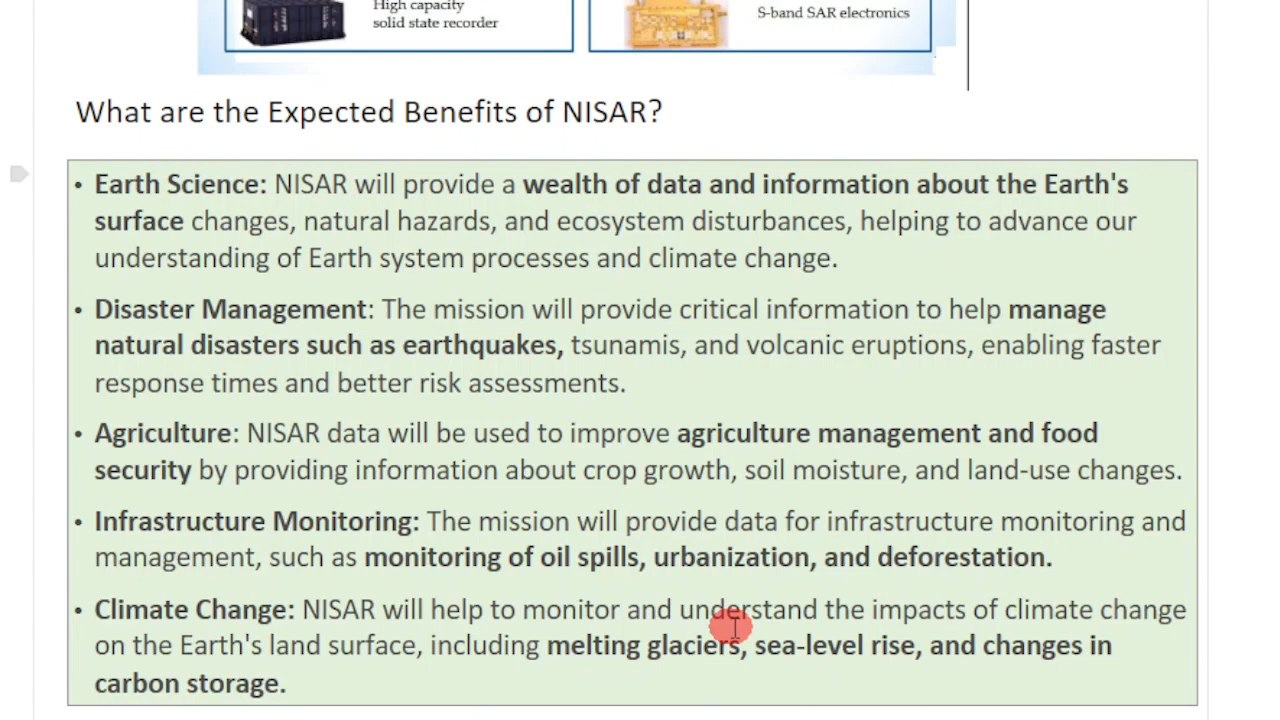 High capacity
solid state recorder
S-band SAR electronics
What are the Expected Benefits of NISAR?
• Earth Science: NISAR will provide a wealth of data and information about the Earth's
surface changes, natural hazards, and ecosystem disturbances, helping to advance our
understanding of Earth system processes and climate change.
• Disaster Management: The mission will provide critical information to help manage
natural disasters such as earthquakes, tsunamis, and volcanic eruptions, enabling faster
response times and better risk assessments.
• Agriculture: NISAR data will be used to improve agriculture management and food
security by providing information about crop growth, soil moisture, and land-use changes.
• Infrastructure Monitoring: The mission will provide data for infrastructure monitoring and
management, such as monitoring of oil spills, urbanization, and deforestation.
• Climate Change: NISAR will help to monitor and understand the impacts of climate change
on the Earth's land surface, including melting glaciers, sea-level rise, and changes in
carbon storage.